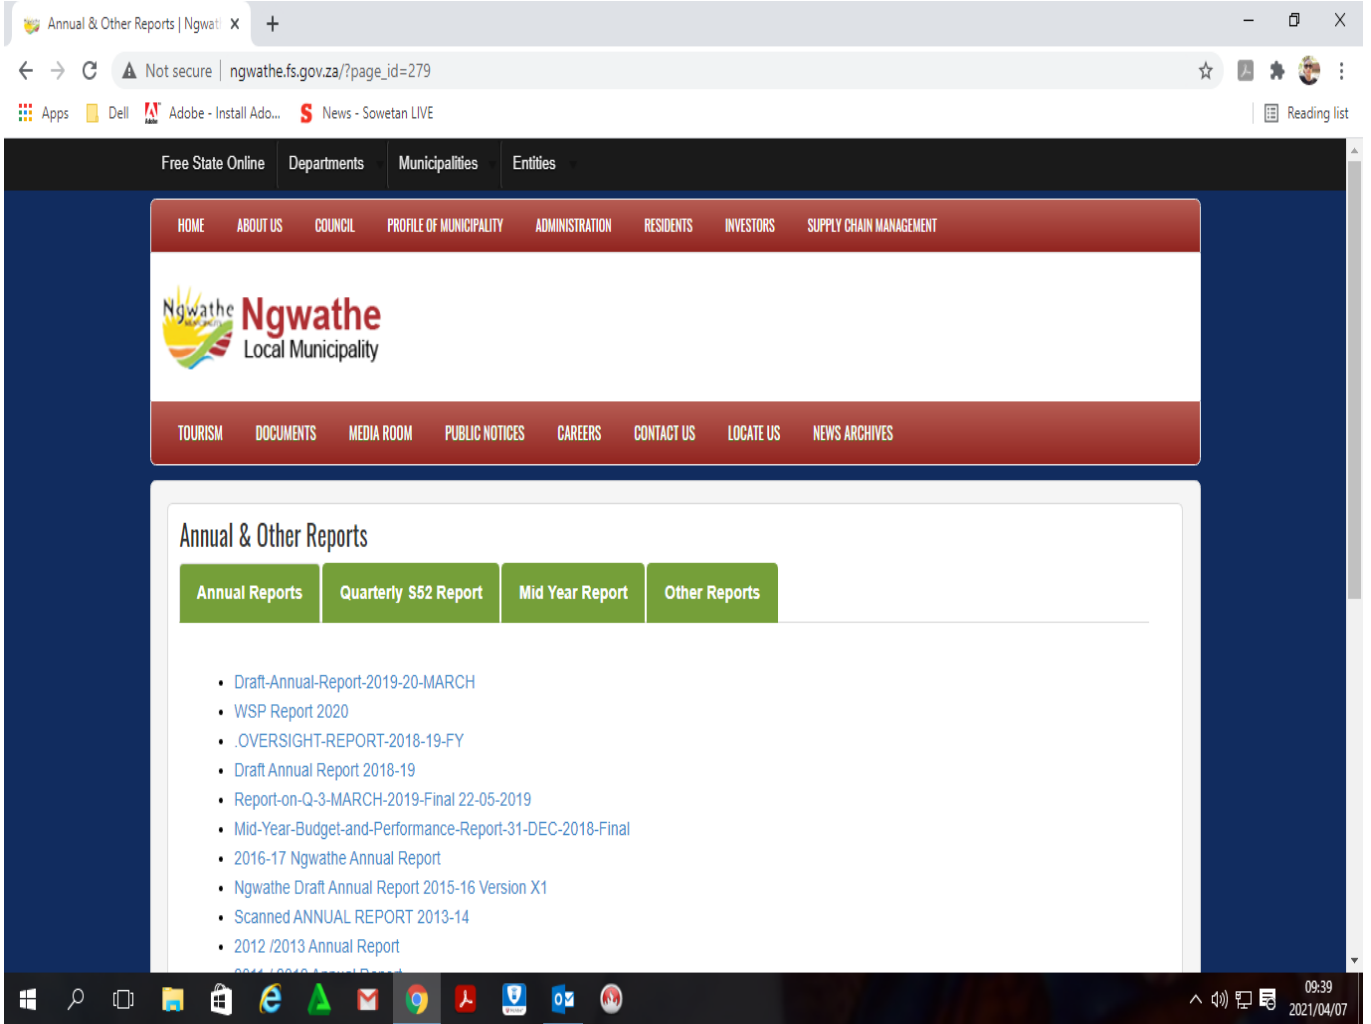 Annual & Other Reports | Ngwat
Not secure | ngwathe.fs.gov.za/?page_id=279
Apps Dell Adobe - Install Ado... News - Sowetan LIVE Reading list
Free State Online Departments Municipalities Entities
HOME ABOUT US COUNCIL PROFILE OF MUNICIPALITY ADMINISTRATION RESIDENTS INVESTORS SUPPLY CHAIN MANAGEMENT
Ngwathe
MUNICIPALITY
Ngwathe
Local Municipality
TOURISM DOCUMENTS MEDIA ROOM PUBLIC NOTICES CAREERS CONTACT US LOCATE US NEWS ARCHIVES
Annual & Other Reports
Annual Reports Quarterly S52 Report Mid Year Report Other Reports
• Draft-Annual-Report-2019-20-MARCH
• WSP Report 2020
• .OVERSIGHT-REPORT-2018-19-FY
• Draft Annual Report 2018-19
• Report-on-Q-3-MARCH-2019-Final 22-05-2019
• Mid-Year-Budget-and-Performance-Report-31-DEC-2018-Final
• 2016-17 Ngwathe Annual Report
• Ngwathe Draft Annual Report 2015-16 Version X1
• Scanned ANNUAL REPORT 2013-14
• 2012 /2013 Annual Report
2011 / 2012 Annual Report
09:39
2021/04/07